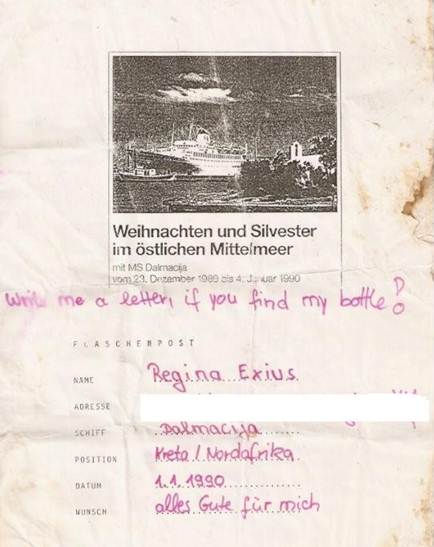 Weihnachten und Silvester
im östlichen Mittelmeer
mit MS Dalmacija
vom 23. Dezember 1989 bis 4. Januar 1990
Write me a letter, if you find my bottle!
FLASCHENPOST
NAME Regina Exius
ADRESSE
SCHIFF Dalmacija
POSITION Kreta / Nordafrika
DATUM 1.1.1990
WUNSCH alles Gute für mich